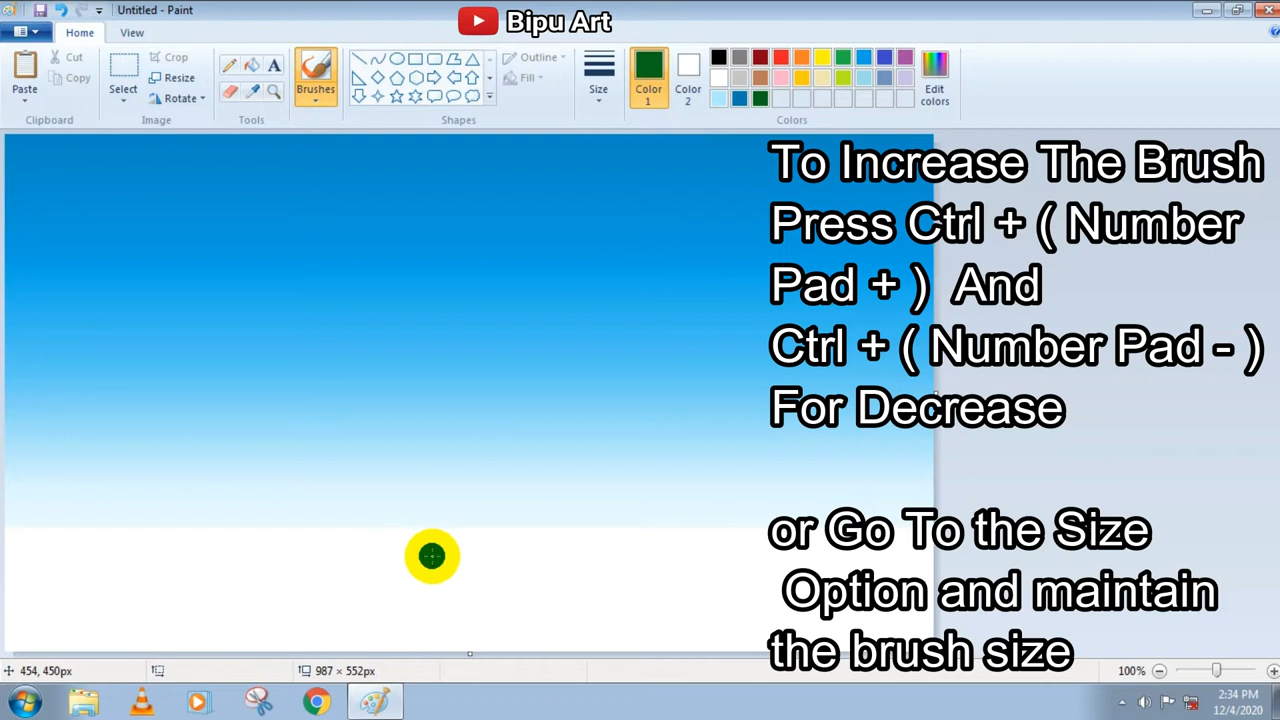 Untitled - Paint
Bipu Art
Home
View
Cut
Copy
Paste
Crop
Resize
Rotate
Select
A
Brushes
Outline
Fill
Size
Color
1
Color
2
Edit
colors
Clipboard
Image
Tools
Shapes
Colors
To Increase The Brush
Press Ctrl + ( Number
Pad + ) And
Ctrl + ( Number Pad - )
For Decrease
or Go To the Size
Option and maintain
the brush size
454, 450px
987 × 552px
100%
2:34 PM
12/4/2020